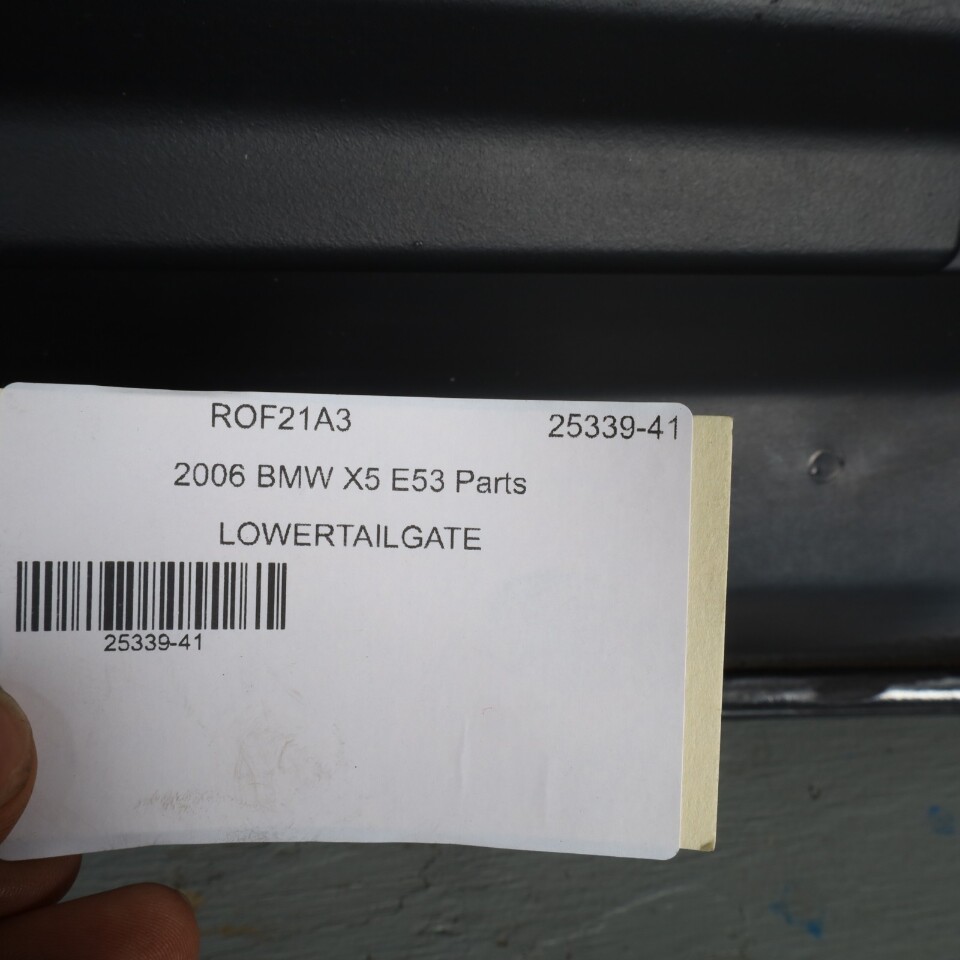 ROF21A3 25339-41
2006 BMW X5 E53 Parts
LOWERTAILGATE
25339-41